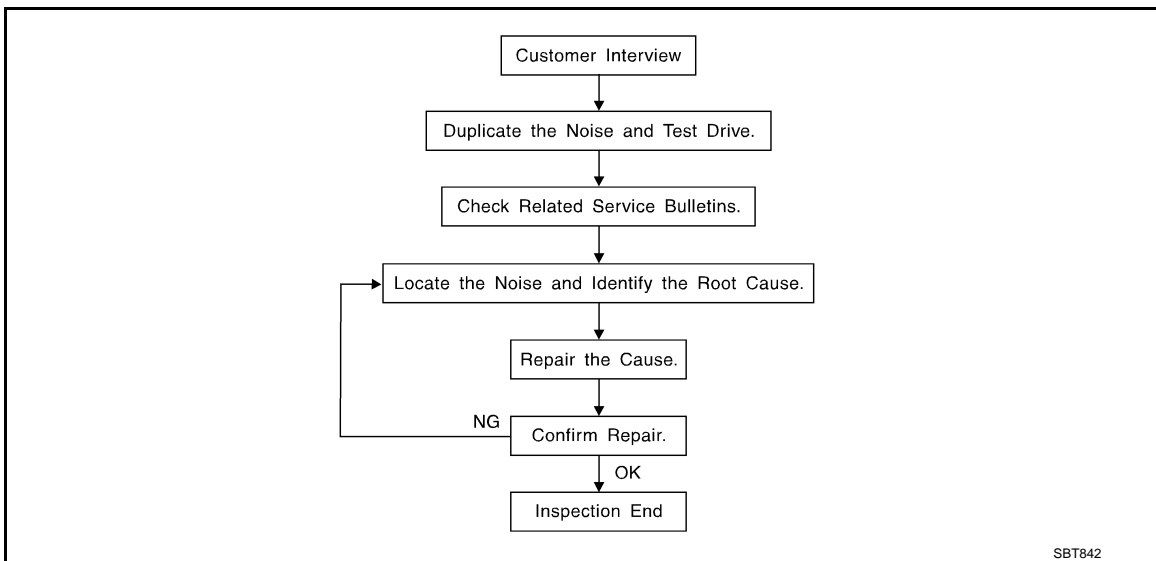 Customer Interview
Duplicate the Noise and Test Drive.
Check Related Service Bulletins.
Locate the Noise and Identify the Root Cause.
Repair the Cause.
NG
Confirm Repair.
OK
Inspection End
SBT842